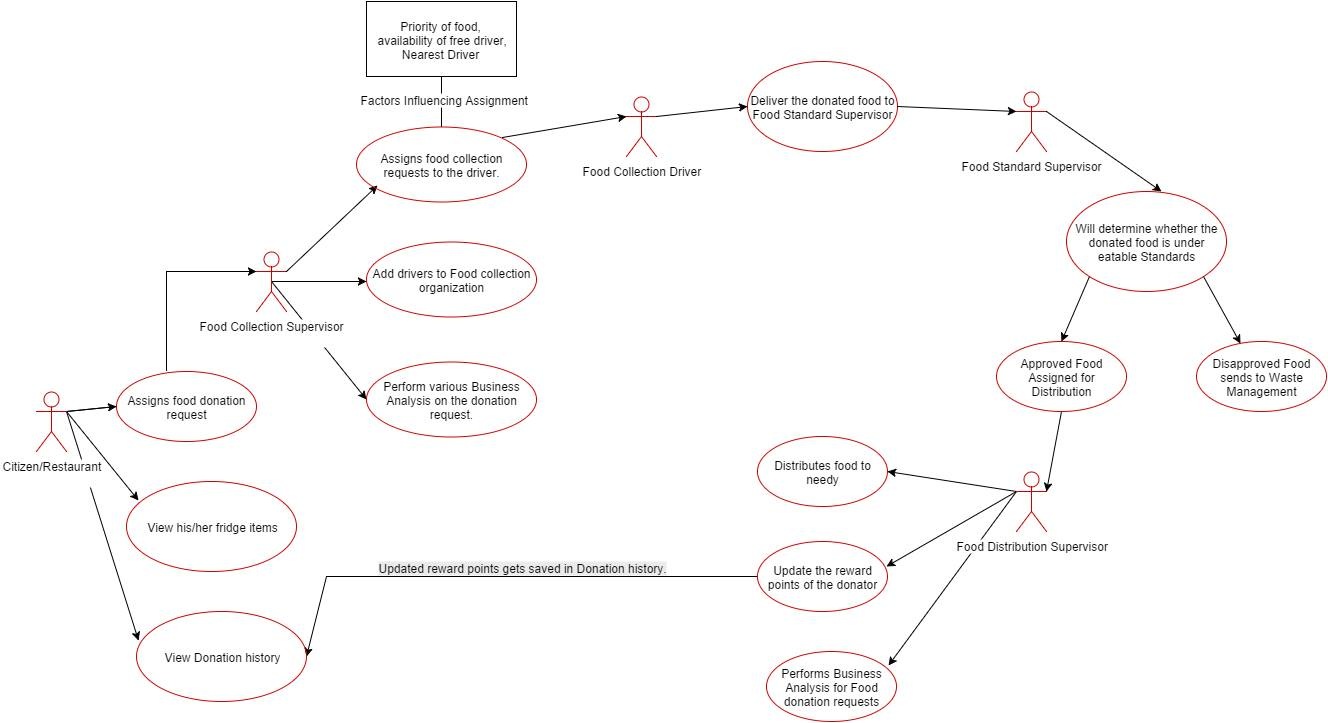 Priority of food,
availability of free driver,
Nearest Driver
Factors Influencing Assignment
Assigns food collection
requests to the driver.
Food Collection Driver
Deliver the donated food to
Food Standard Supervisor
Food Standard Supervisor
Will determine whether the
donated food is under
eatable Standards
Add drivers to Food collection
organization
Food Collection Supervisor
Perform various Business
Analysis on the donation
request.
Approved Food
Assigned for
Distribution
Disapproved Food
sends to Waste
Management
Assigns food donation
request
Citizen/Restaurant
View his/her fridge items
Distributes food to
needy
Food Distribution Supervisor
Updated reward points gets saved in Donation history.
Update the reward
points of the donator
View Donation history
Performs Business
Analysis for Food
donation requests